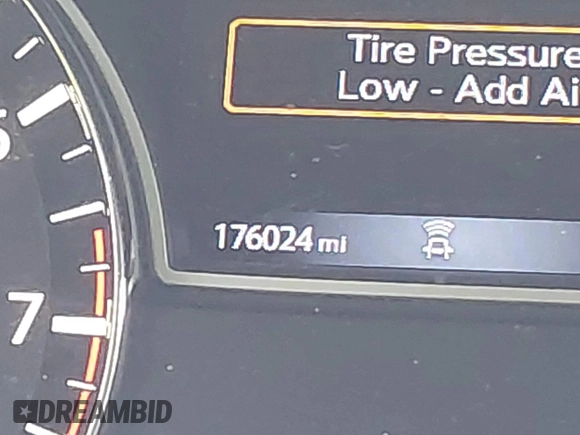 Tire Pressure
Low - Add Ai
176024 mi
7
DREAMBID